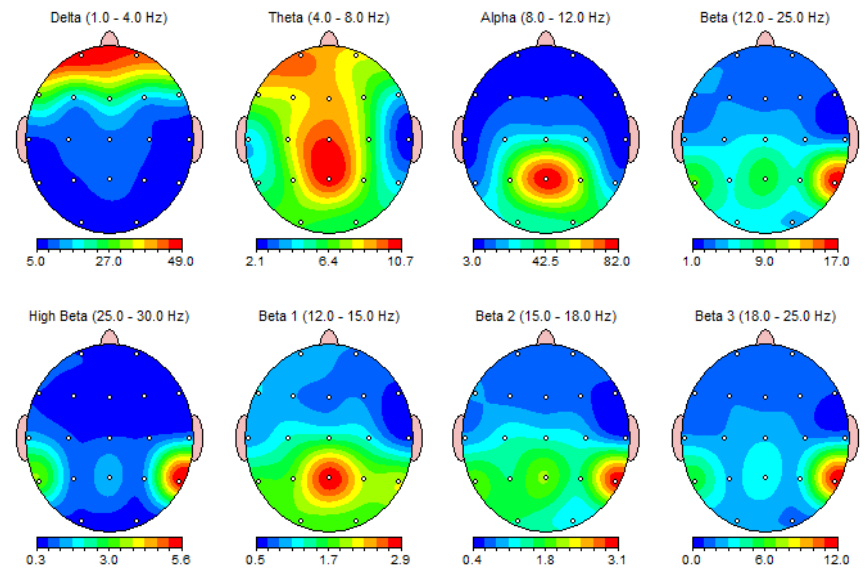 Delta (1.0 - 4.0 Hz)
Theta (4.0 - 8.0 Hz)
Alpha (8.0 - 12.0 Hz)
Beta (12.0 - 25.0 Hz)
5.0 27.0 49.0
2.1 6.4 10.7
3.0 42.5 82.0
1.0 9.0 17.0
High Beta (25.0 - 30.0 Hz)
Beta 1 (12.0 - 15.0 Hz)
Beta 2 (15.0 - 18.0 Hz)
Beta 3 (18.0 - 25.0 Hz)
0.3 3.0 5.6
0.5 1.7 2.9
0.4 1.8 3.1
0.0 6.0 12.0